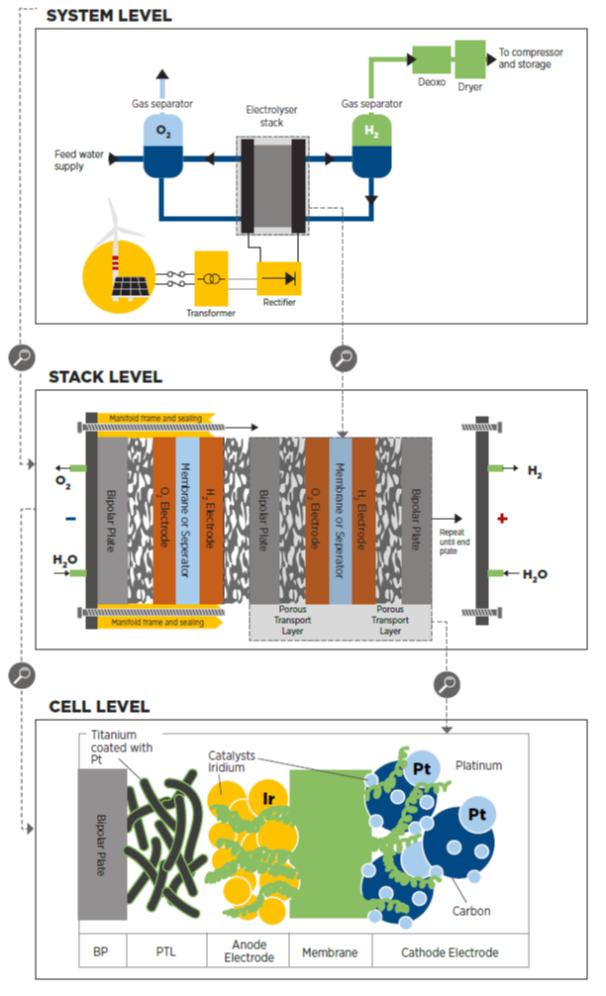 SYSTEM LEVEL
To compressor
and storage
Deoxo
Dryer
Gas separator
Gas separator
Electrolyser
stack
O2
H2
Feed water
supply
Transformer
Rectifier
STACK LEVEL
Manifold frame and sealing
O2
H2
Bipolar Plate
O2 Electrode
Membrane or Seperator
H2 Electrode
Bipolar Plate
O2 Electrode
Membrane or Seperator
H2 Electrode
Bipolar Plate
–
+
Repeat
until end
plate
H2O
H2O
Manifold frame and sealing
Porous
Transport
Layer
Porous
Transport
Layer
CELL LEVEL
Titanium
coated with
Pt
Catalysts
Iridium
Ir
Pt
Platinum
Pt
Bipolar Plate
Carbon
BP
PTL
Anode
Electrode
Membrane
Cathode Electrode